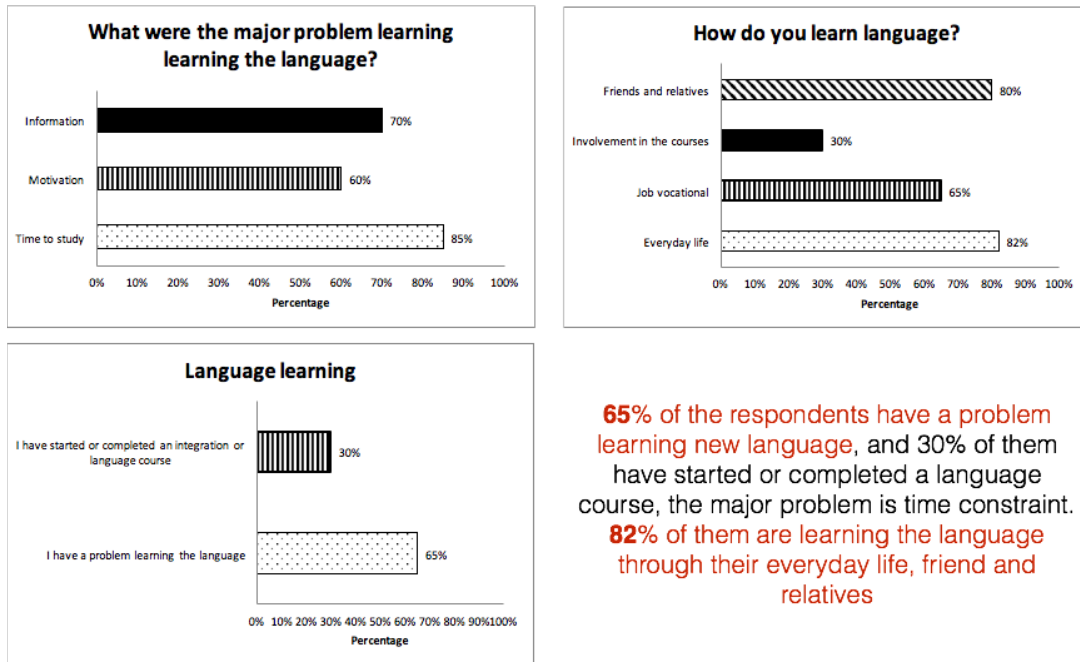 What were the major problem learning
learning the language?
Information
70%
Motivation
60%
Time to study
85%
0% 10% 20% 30% 40% 50% 60% 70% 80% 90% 100%
Percentage
How do you learn language?
Friends and relatives
80%
Involvement in the courses
30%
Job vocational
65%
Everyday life
82%
0% 10% 20% 30% 40% 50% 60% 70% 80% 90% 100%
Percentage
Language learning
I have started or completed an integration or
language course
30%
I have a problem learning the language
65%
0% 10% 20% 30% 40% 50% 60% 70% 80% 90%100%
Percentage
65% of the respondents have a problem
learning new language, and 30% of them
have started or completed a language
course, the major problem is time constraint.
82% of them are learning the language
through their everyday life, friend and
relatives